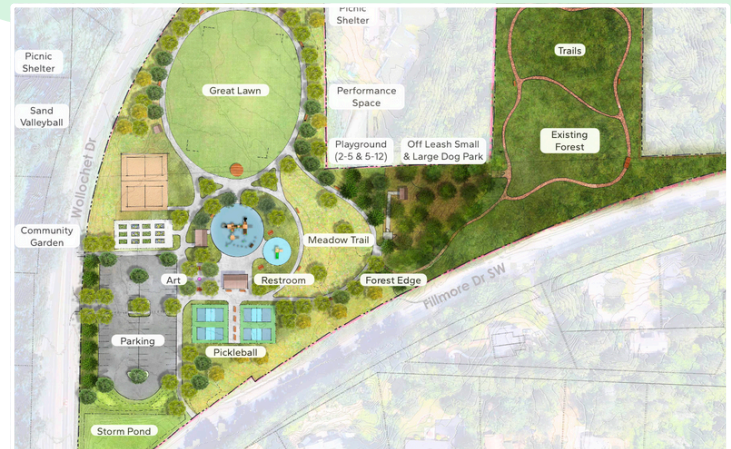 Picnic
Shelter
Picnic
Shelter
Trails
Sand
Valleyball
Great Lawn
Performance
Space
Wollochet Dr
Playground
(2-5 & 5-12)
Off Leash Small
& Large Dog Park
Existing
Forest
Community
Garden
Meadow Trail
Art
Restroom
Forest Edge
Fillmore Dr SW
Parking
Pickleball
Storm Pond